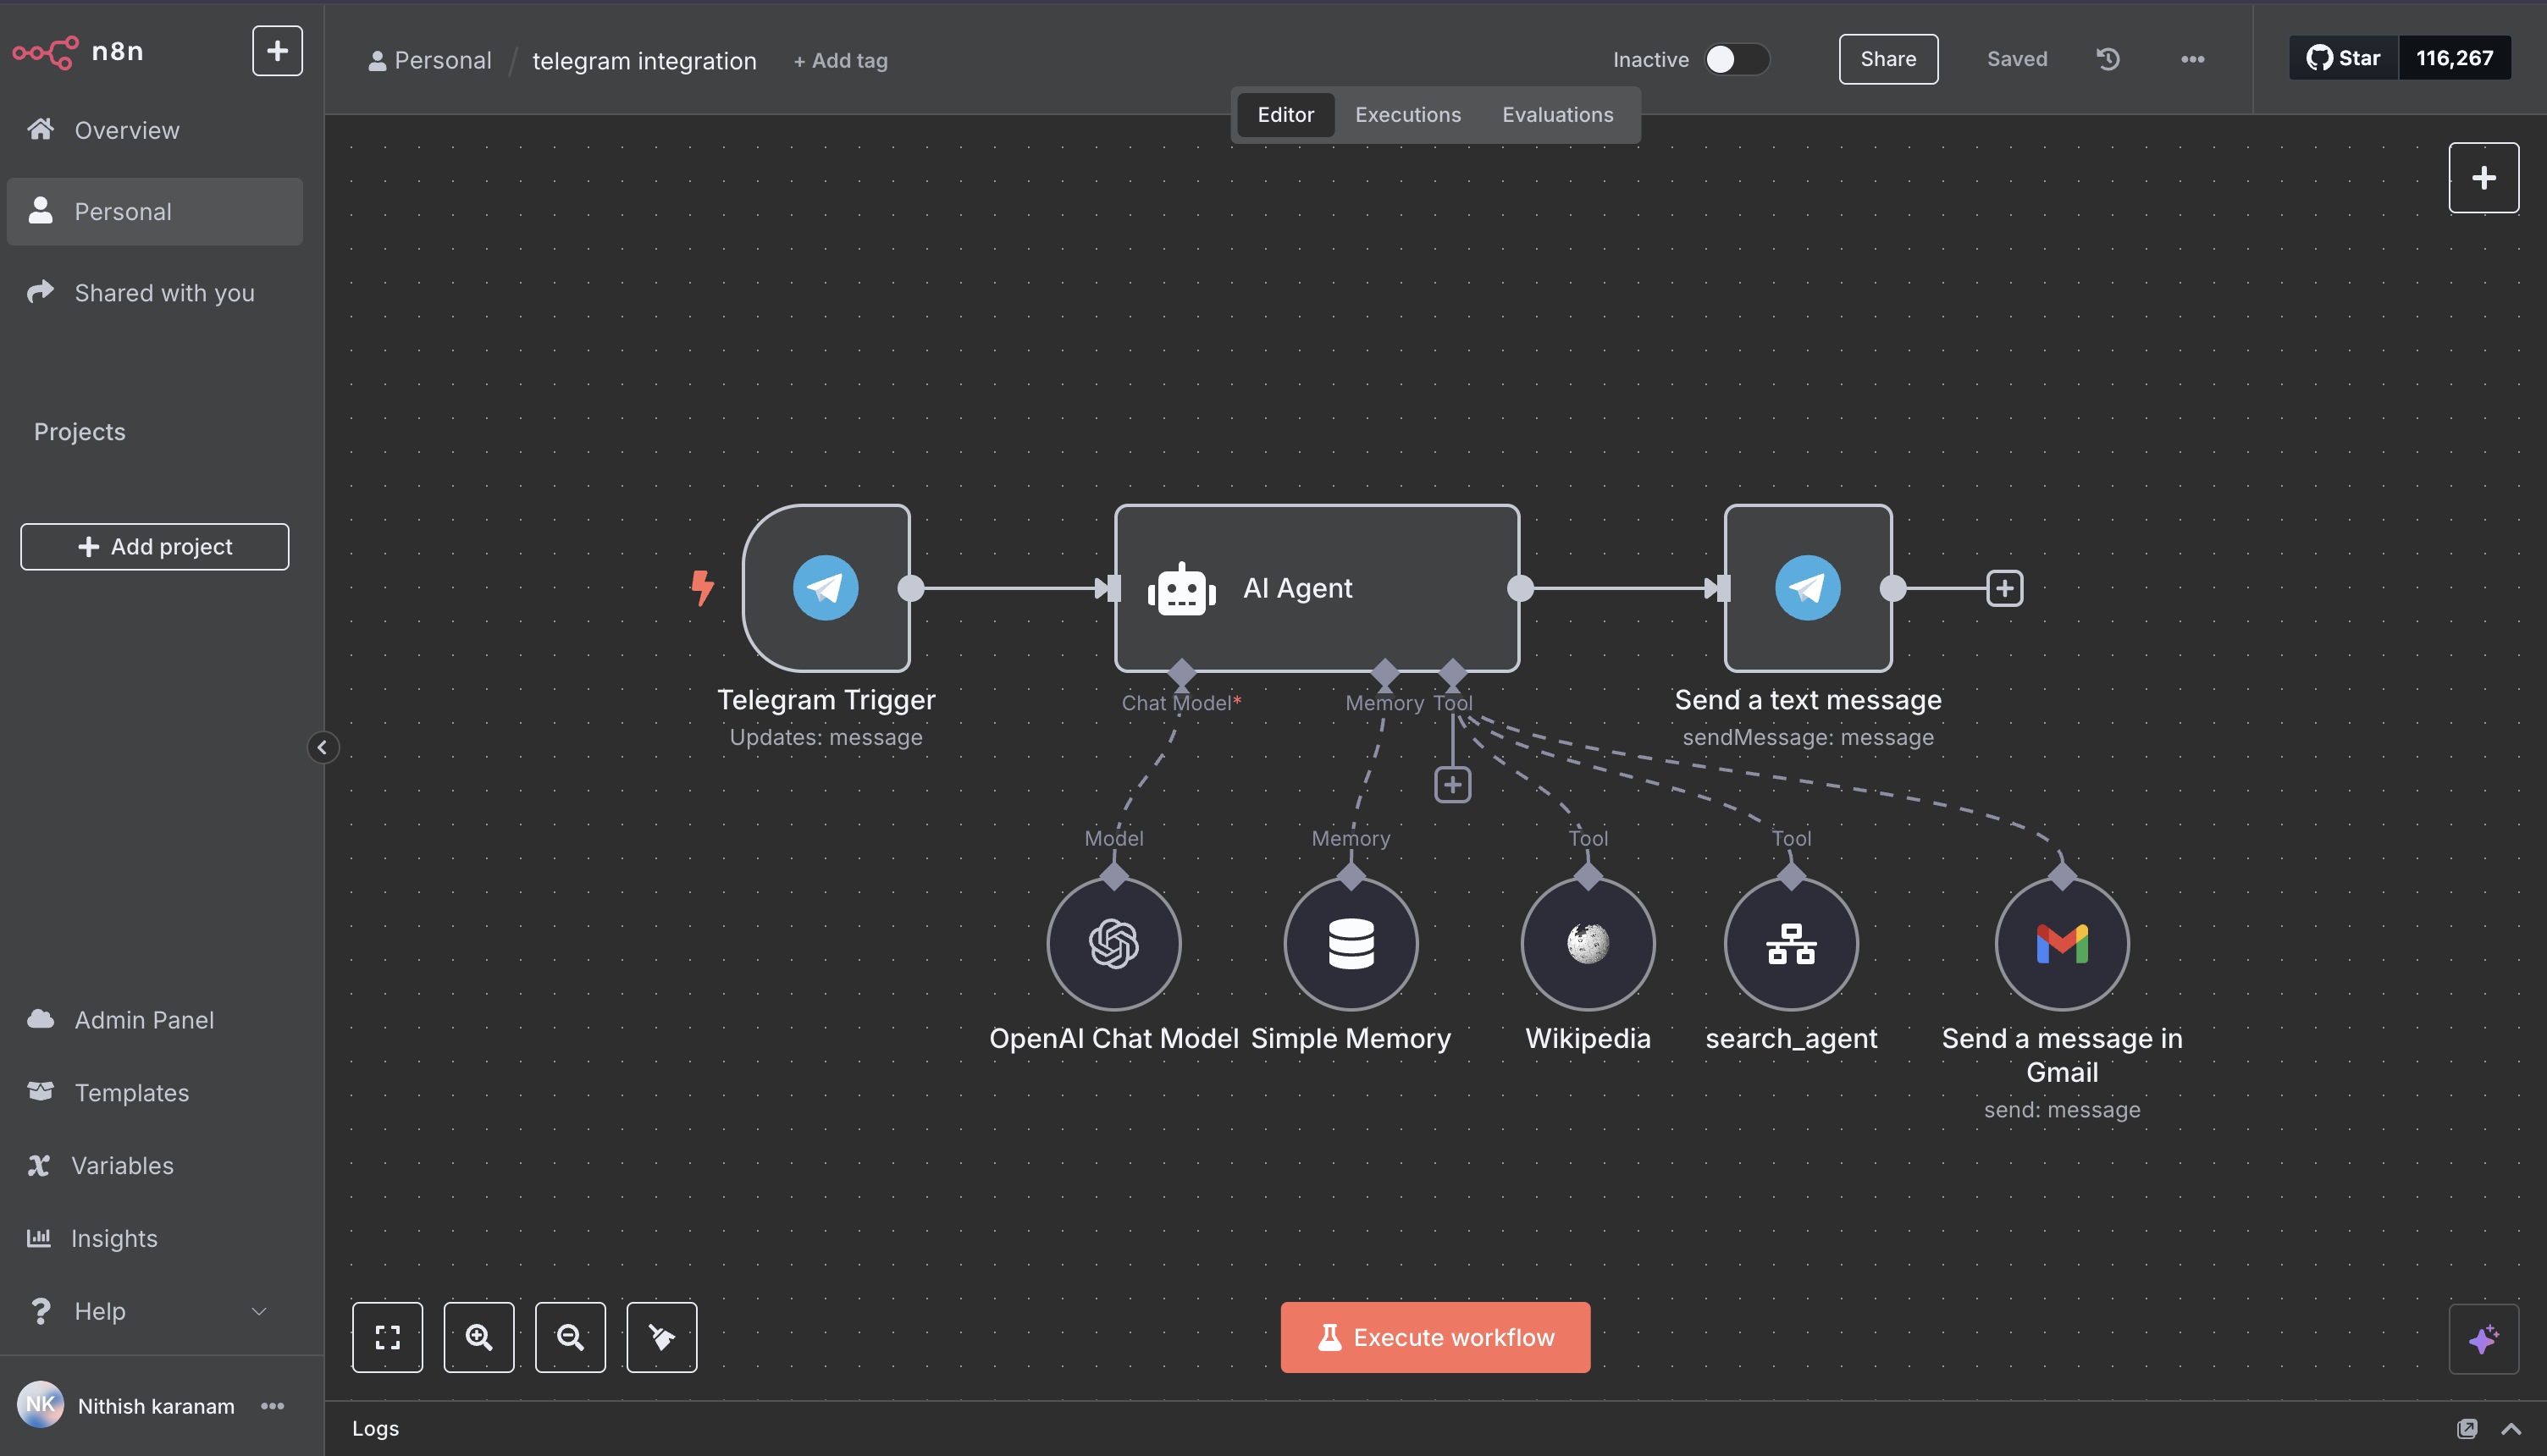 n8n
Personal / telegram integration + Add tag
Inactive
Share
Saved
Star 116,267
Editor Executions Evaluations
Overview
Personal
Shared with you
Projects
Add project
Admin Panel
Templates
Variables
Insights
Help
NK Nithish karanam
Telegram Trigger
Updates: message
AI Agent
Chat Model*
Memory
Tool
Send a text message
sendMessage: message
Model
Memory
Tool
Tool
OpenAI Chat Model
Simple Memory
Wikipedia
search_agent
Send a message in
Gmail
send: message
Execute workflow
Logs